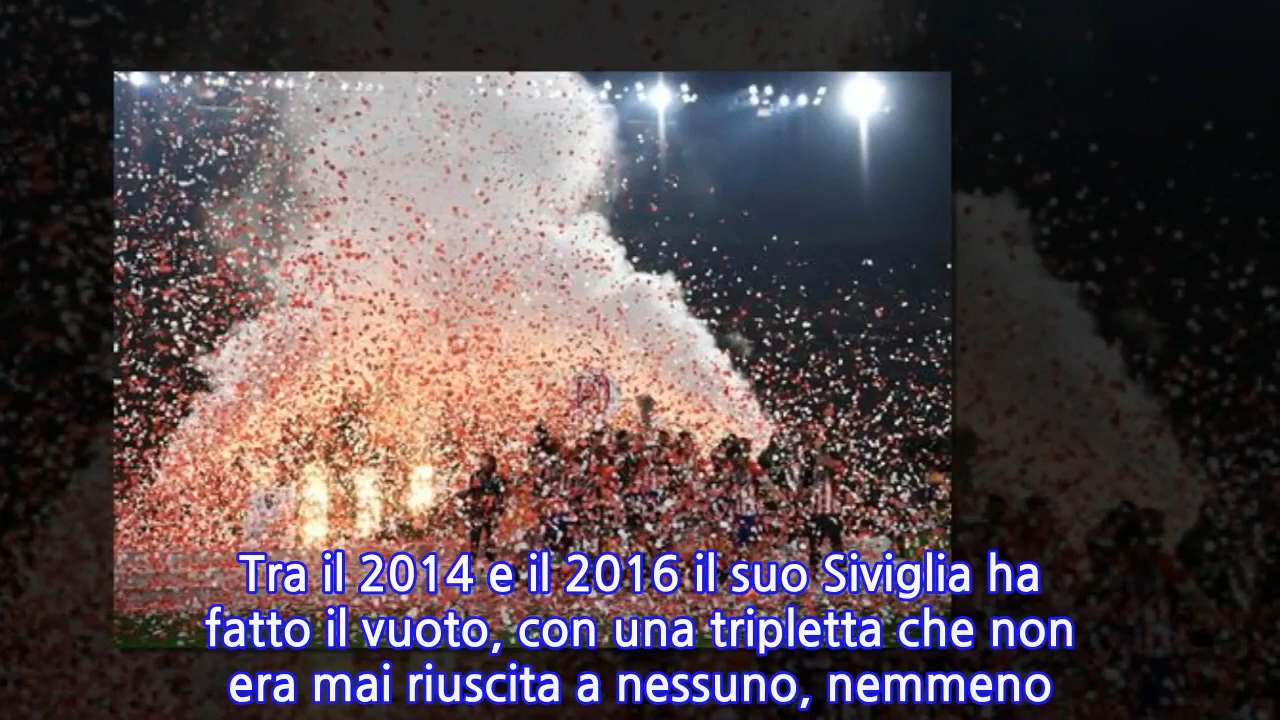 Tra il 2014 e il 2016 il suo Siviglia ha
fatto il vuoto, con una tripletta che non
era mai riuscita a nessuno, nemmeno